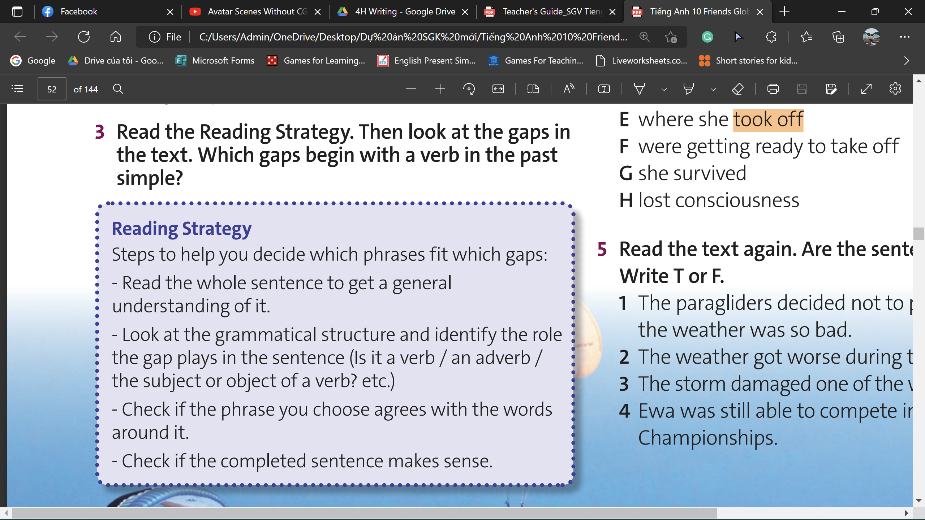 Facebook
Avatar Scenes Without CG
4H Writing - Google Drive
Teacher's Guide_SGV Tien
Tiếng Anh 10 Friends Glob
File
C:/Users/Admin/OneDrive/Desktop/Dự%20án%20SGK%20mới/Tiếng%20Anh%2010%20Friend...
Google
Drive của tôi - Goo...
Microsoft Forms
Games for Learning...
English Present Sim...
Games For Teachin...
Liveworksheets.co...
Short stories for kid...
52
of 144
3 Read the Reading Strategy. Then look at the gaps in
the text. Which gaps begin with a verb in the past
simple?
Reading Strategy
Steps to help you decide which phrases fit which gaps:
- Read the whole sentence to get a general
understanding of it.
- Look at the grammatical structure and identify the role
the gap plays in the sentence (Is it a verb / an adverb /
the subject or object of a verb? etc.)
- Check if the phrase you choose agrees with the words
around it.
- Check if the completed sentence makes sense.
E where she took off
F were getting ready to take off
G she survived
H lost consciousness
5 Read the text again. Are the sente
Write T or F.
1 The paragliders decided not to p
the weather was so bad.
2 The weather got worse during t
3 The storm damaged one of the w
4 Ewa was still able to compete in
Championships.